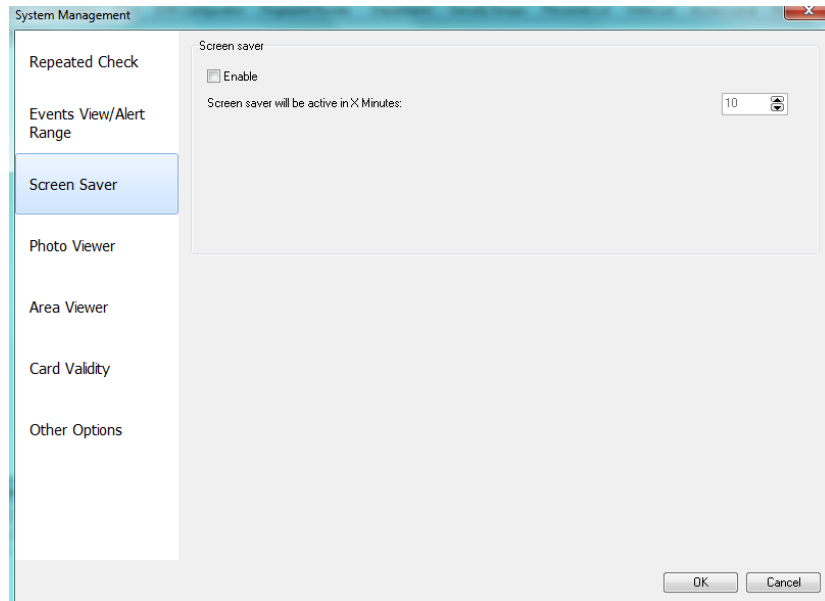 System Management
Repeated Check
Events View/Alert
Range
Screen Saver
Photo Viewer
Area Viewer
Card Validity
Other Options
Screen saver
Enable
Screen saver will be active in X Minutes:
10
OK
Cancel